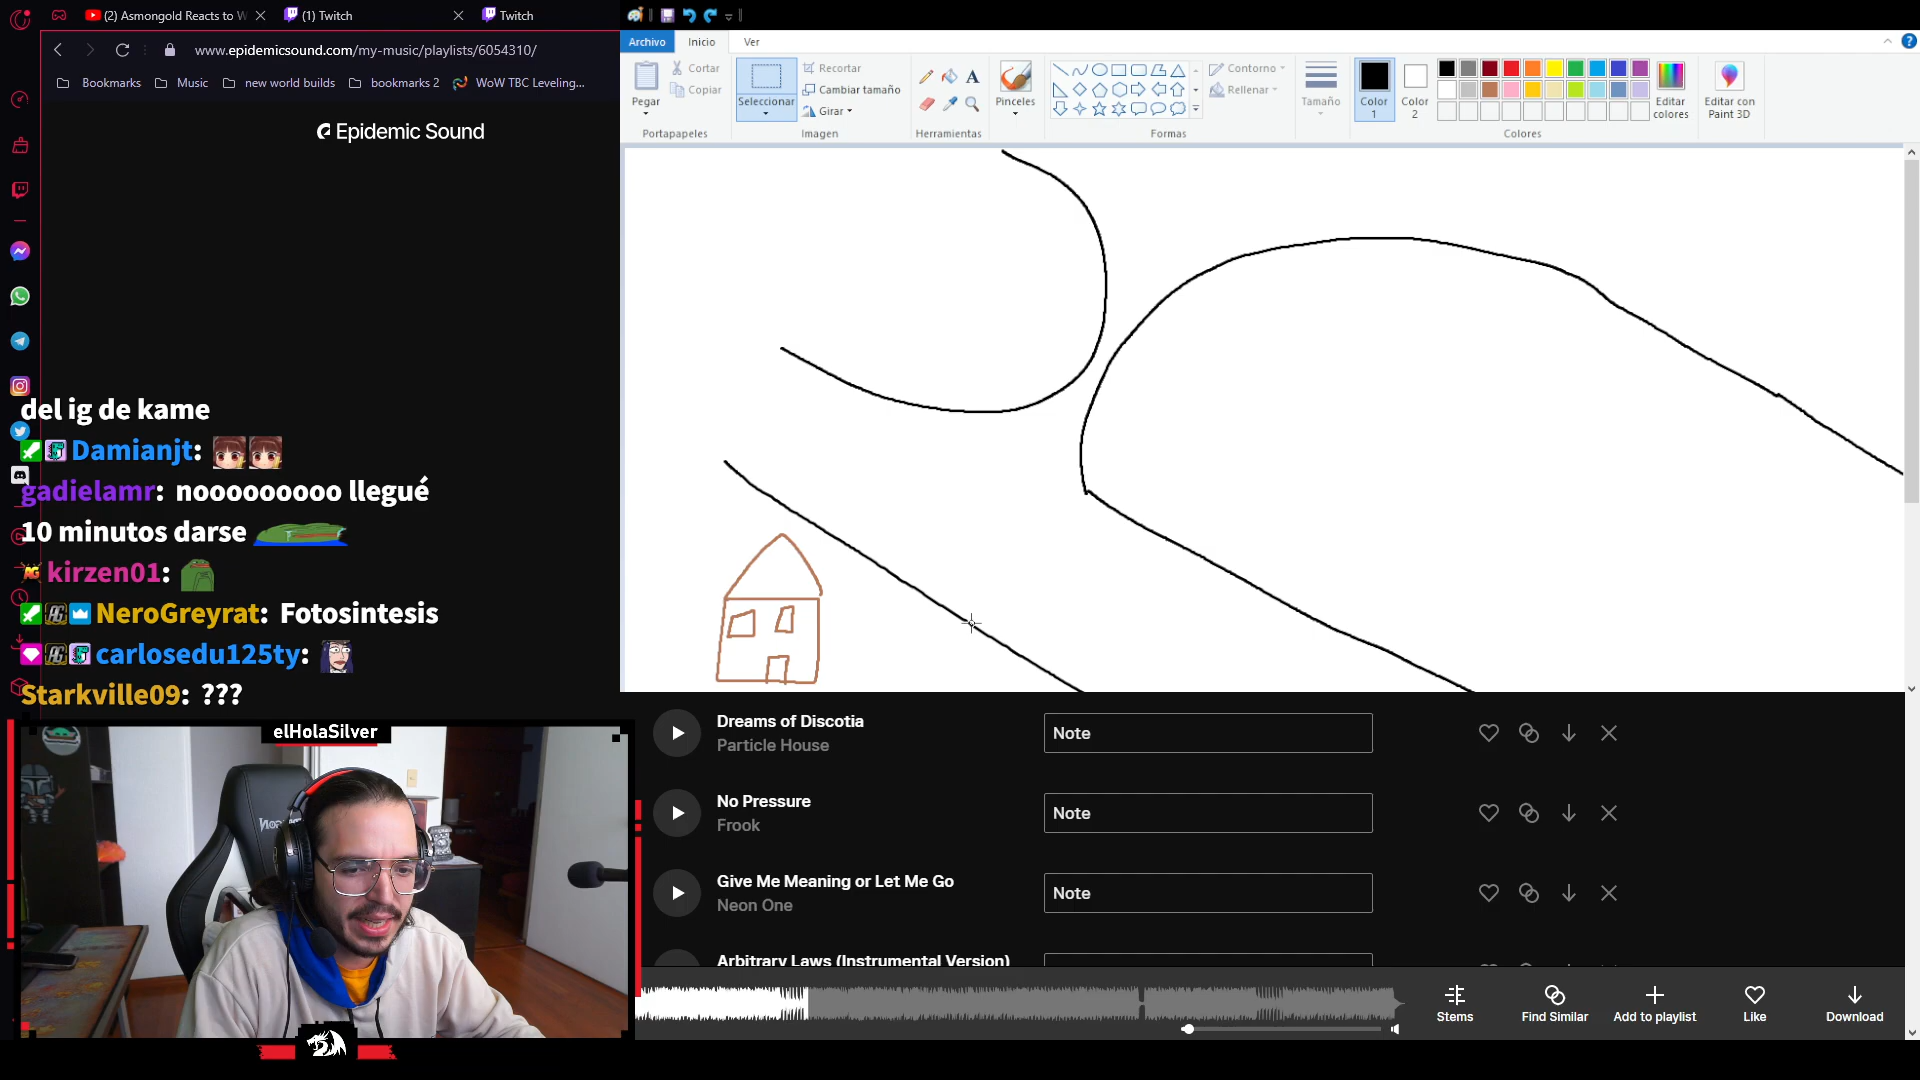 (2) Asmongold Reacts to W
(1) Twitch
Twitch
www.epidemicsound.com/my-music/playlists/6054310/
Bookmarks
Music
new world builds
bookmarks 2
WoW TBC Leveling...
Epidemic Sound
Archivo
Inicio
Ver
Pegar
Cortar
Copiar
Portapapeles
Seleccionar
Recortar
Cambiar tamaño
Girar
Imagen
A
Herramientas
Pinceles
Contorno
Rellenar
Formas
Tamaño
Color 1
Color 2
Editar colores
Colores
Editar con Paint 3D
del ig de kame
Damianjt:
gadielamr: nooooooooo llegué
10 minutos darse
kirzen01:
NeroGreyrat: Fotosintesis
carlosedu125ty:
Starkville09: ???
elHolaSilver
Dreams of Discotia
Particle House
Note
No Pressure
Frook
Note
Give Me Meaning or Let Me Go
Neon One
Note
Arbitrary Laws (Instrumental Version)
Stems
Find Similar
Add to playlist
Like
Download